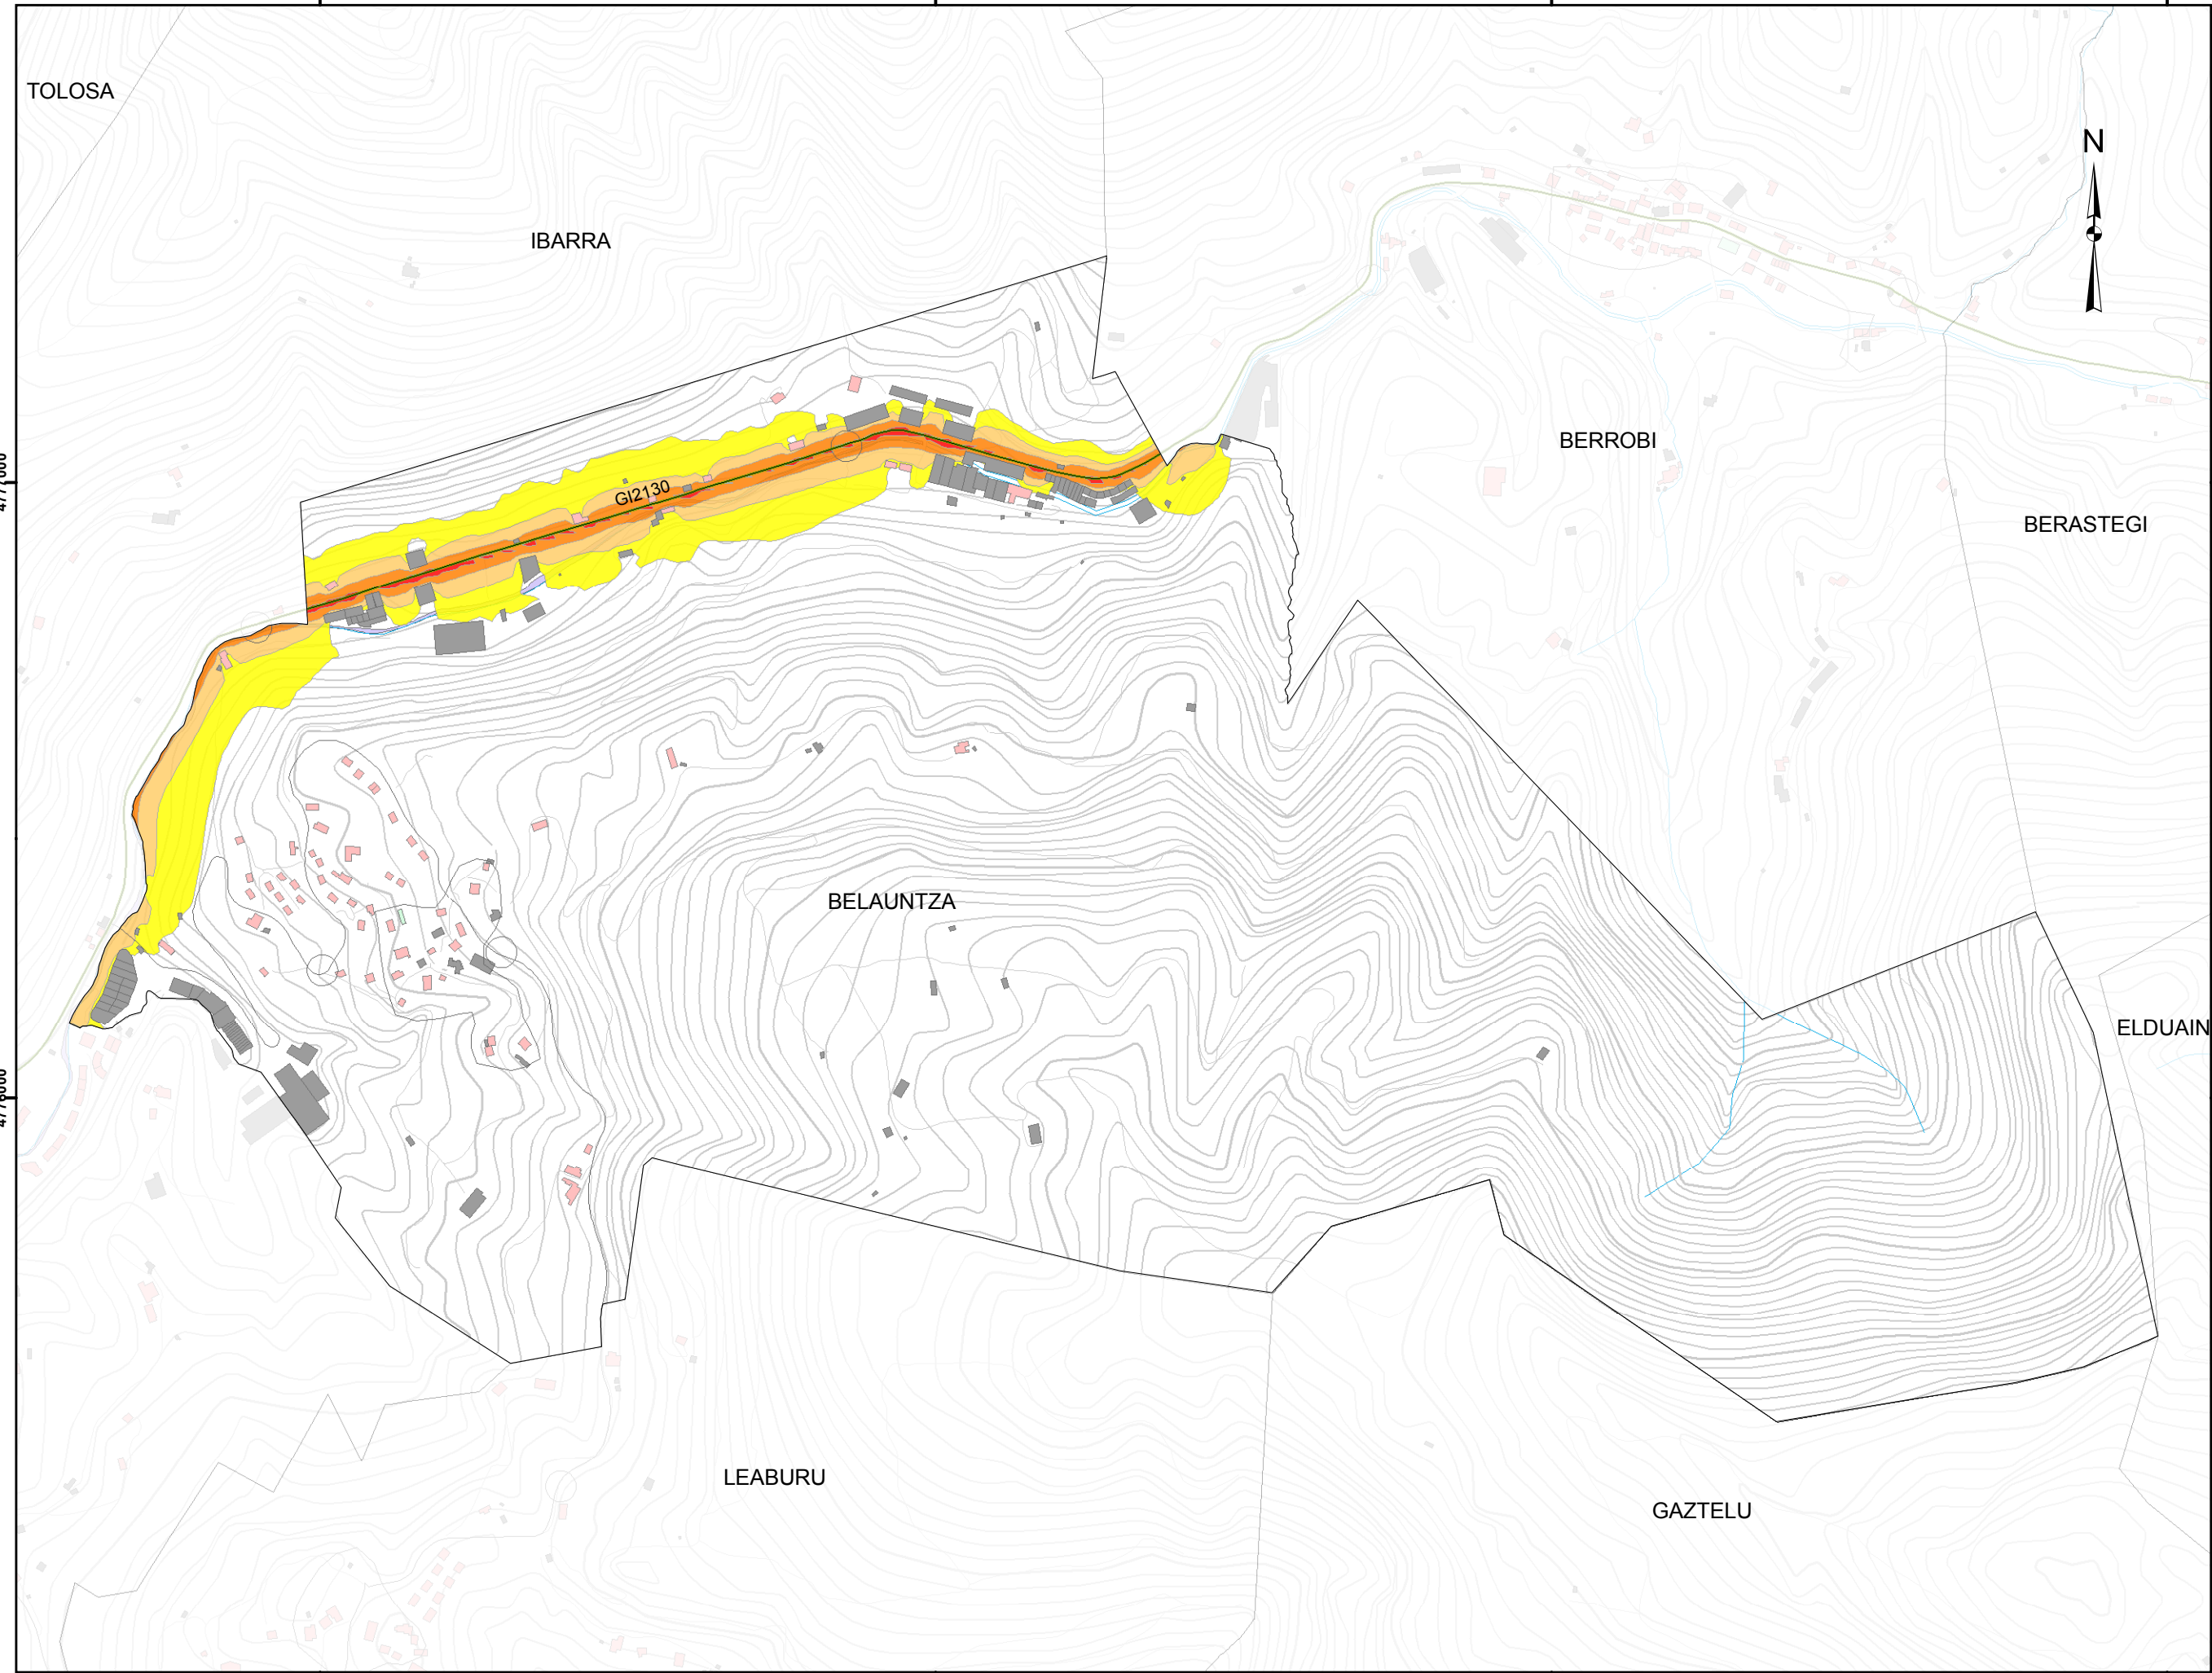 TOLOSA
N
IBARRA
BERROBI
GI2130
BERASTEGI
BELAUNTZA
ELDUAIN
LEABURU
GAZTELU